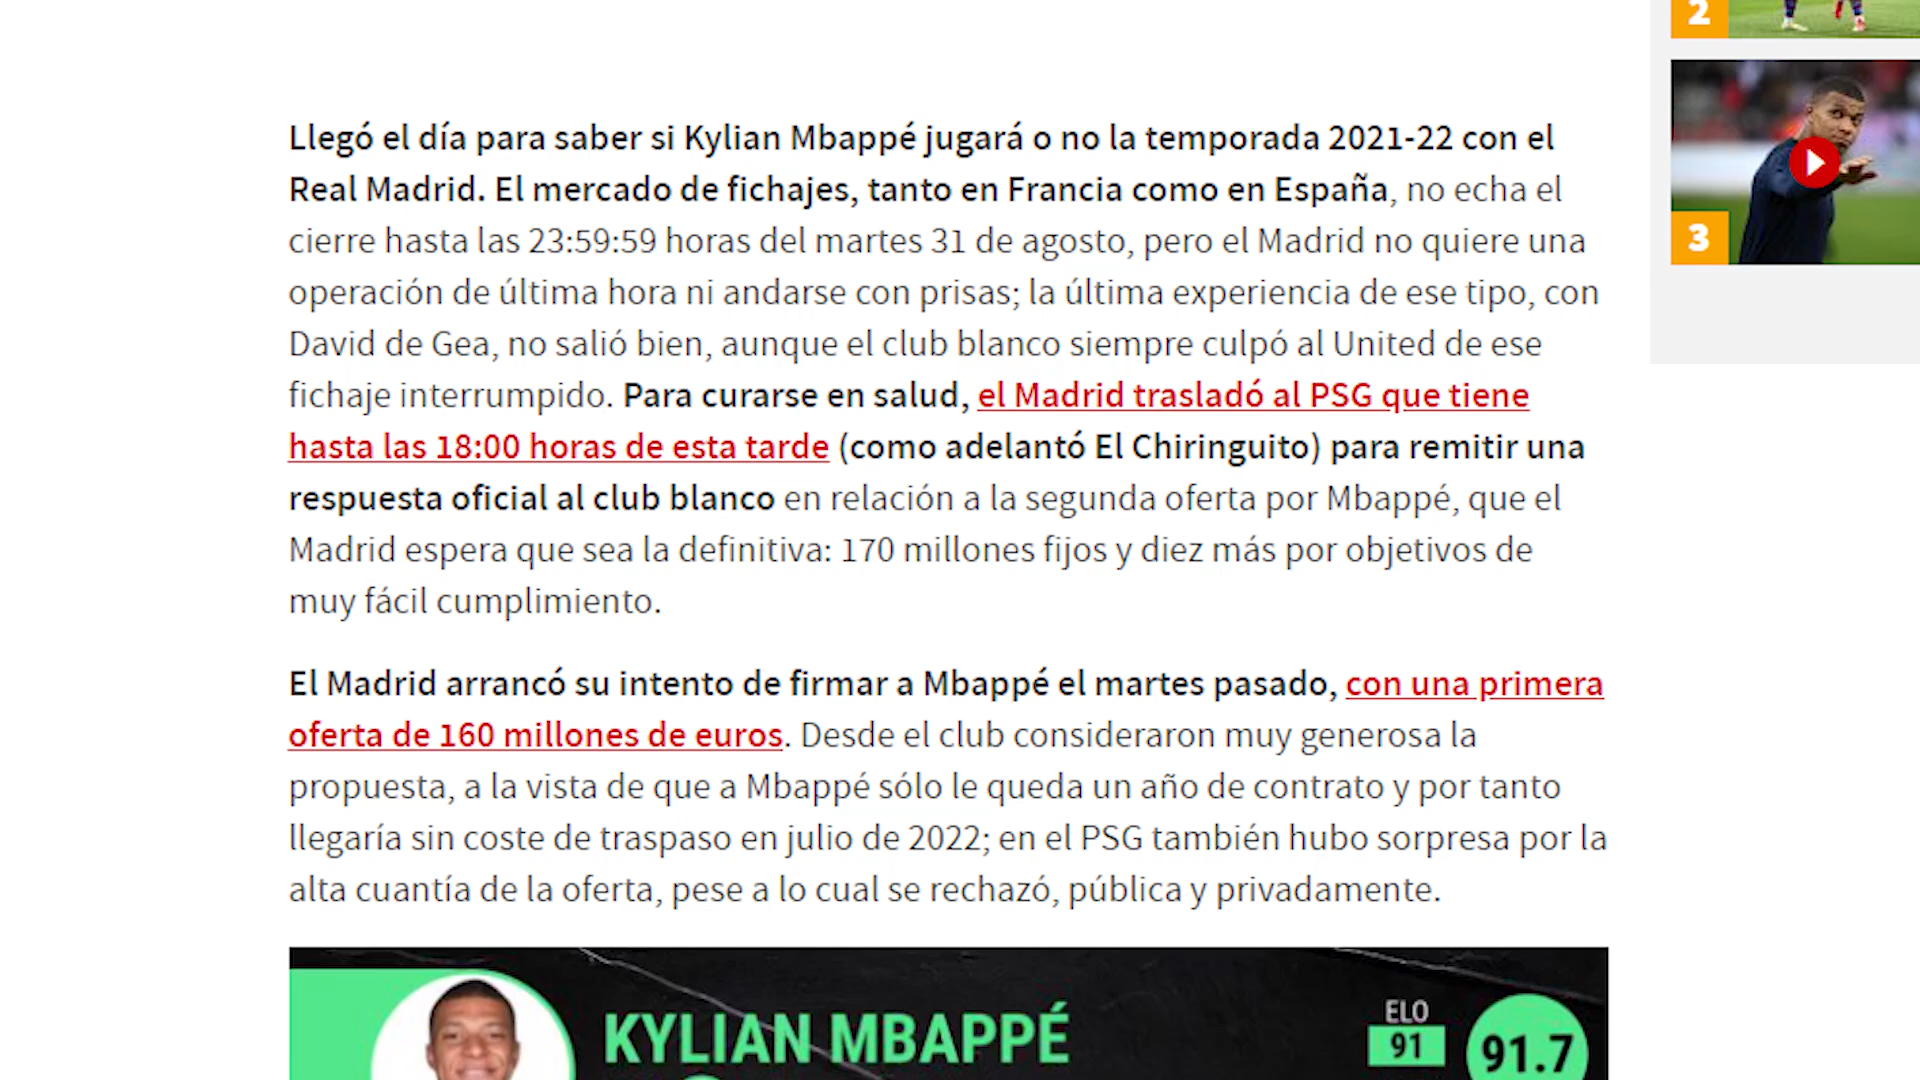 2
3
Llegó el día para saber si Kylian Mbappé jugará o no la temporada 2021-22 con el
Real Madrid. El mercado de fichajes, tanto en Francia como en España, no echa el
cierre hasta las 23:59:59 horas del martes 31 de agosto, pero el Madrid no quiere una
operación de última hora ni andarse con prisas; la última experiencia de ese tipo, con
David de Gea, no salió bien, aunque el club blanco siempre culpó al United de ese
fichaje interrumpido. Para curarse en salud, el Madrid trasladó al PSG que tiene
hasta las 18:00 horas de esta tarde (como adelantó El Chiringuito) para remitir una
respuesta oficial al club blanco en relación a la segunda oferta por Mbappé, que el
Madrid espera que sea la definitiva: 170 millones fijos y diez más por objetivos de
muy fácil cumplimiento.
El Madrid arrancó su intento de firmar a Mbappé el martes pasado, con una primera
oferta de 160 millones de euros. Desde el club consideraron muy generosa la
propuesta, a la vista de que a Mbappé sólo le queda un año de contrato y por tanto
llegaría sin coste de traspaso en julio de 2022; en el PSG también hubo sorpresa por la
alta cuantía de la oferta, pese a lo cual se rechazó, pública y privadamente.
KYLIAN MBAPPÉ
ELO
91
91.7